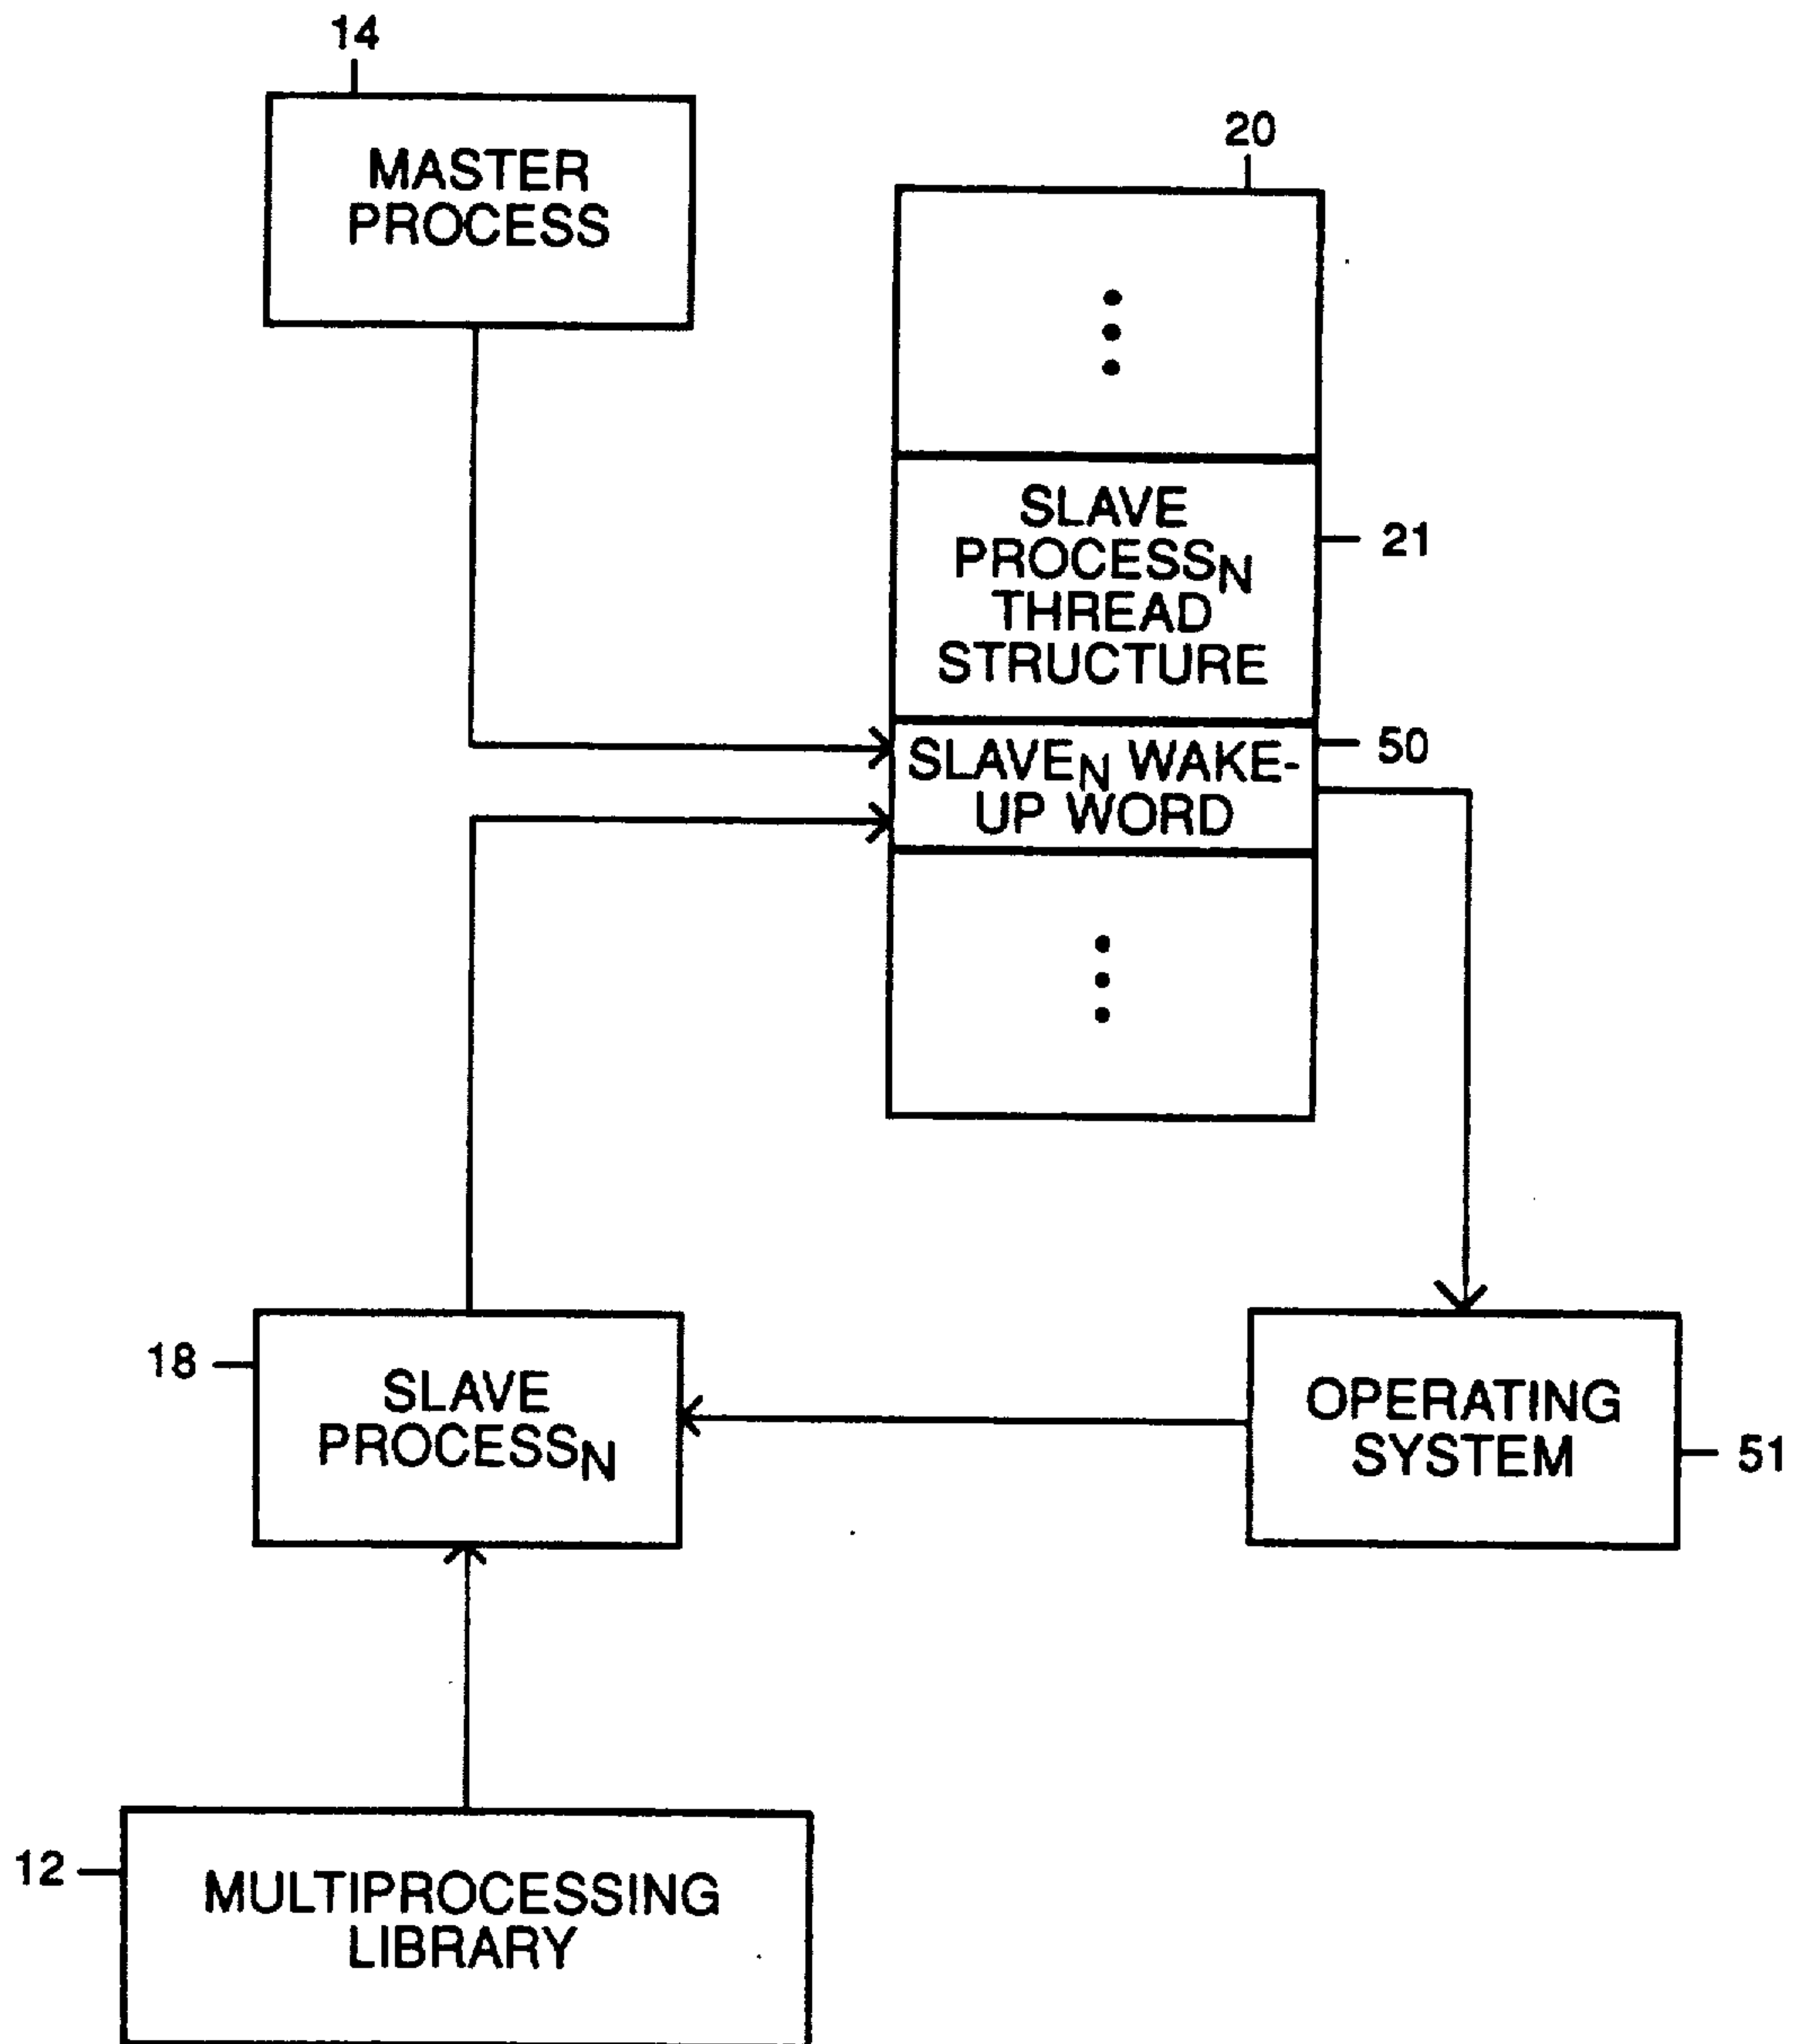 14
MASTER
PROCESS
20
SLAVE
PROCESSN
THREAD
STRUCTURE
21
SLAVEN WAKE-
UP WORD
50
18
SLAVE
PROCESSN
OPERATING
SYSTEM
51
12
MULTIPROCESSING
LIBRARY